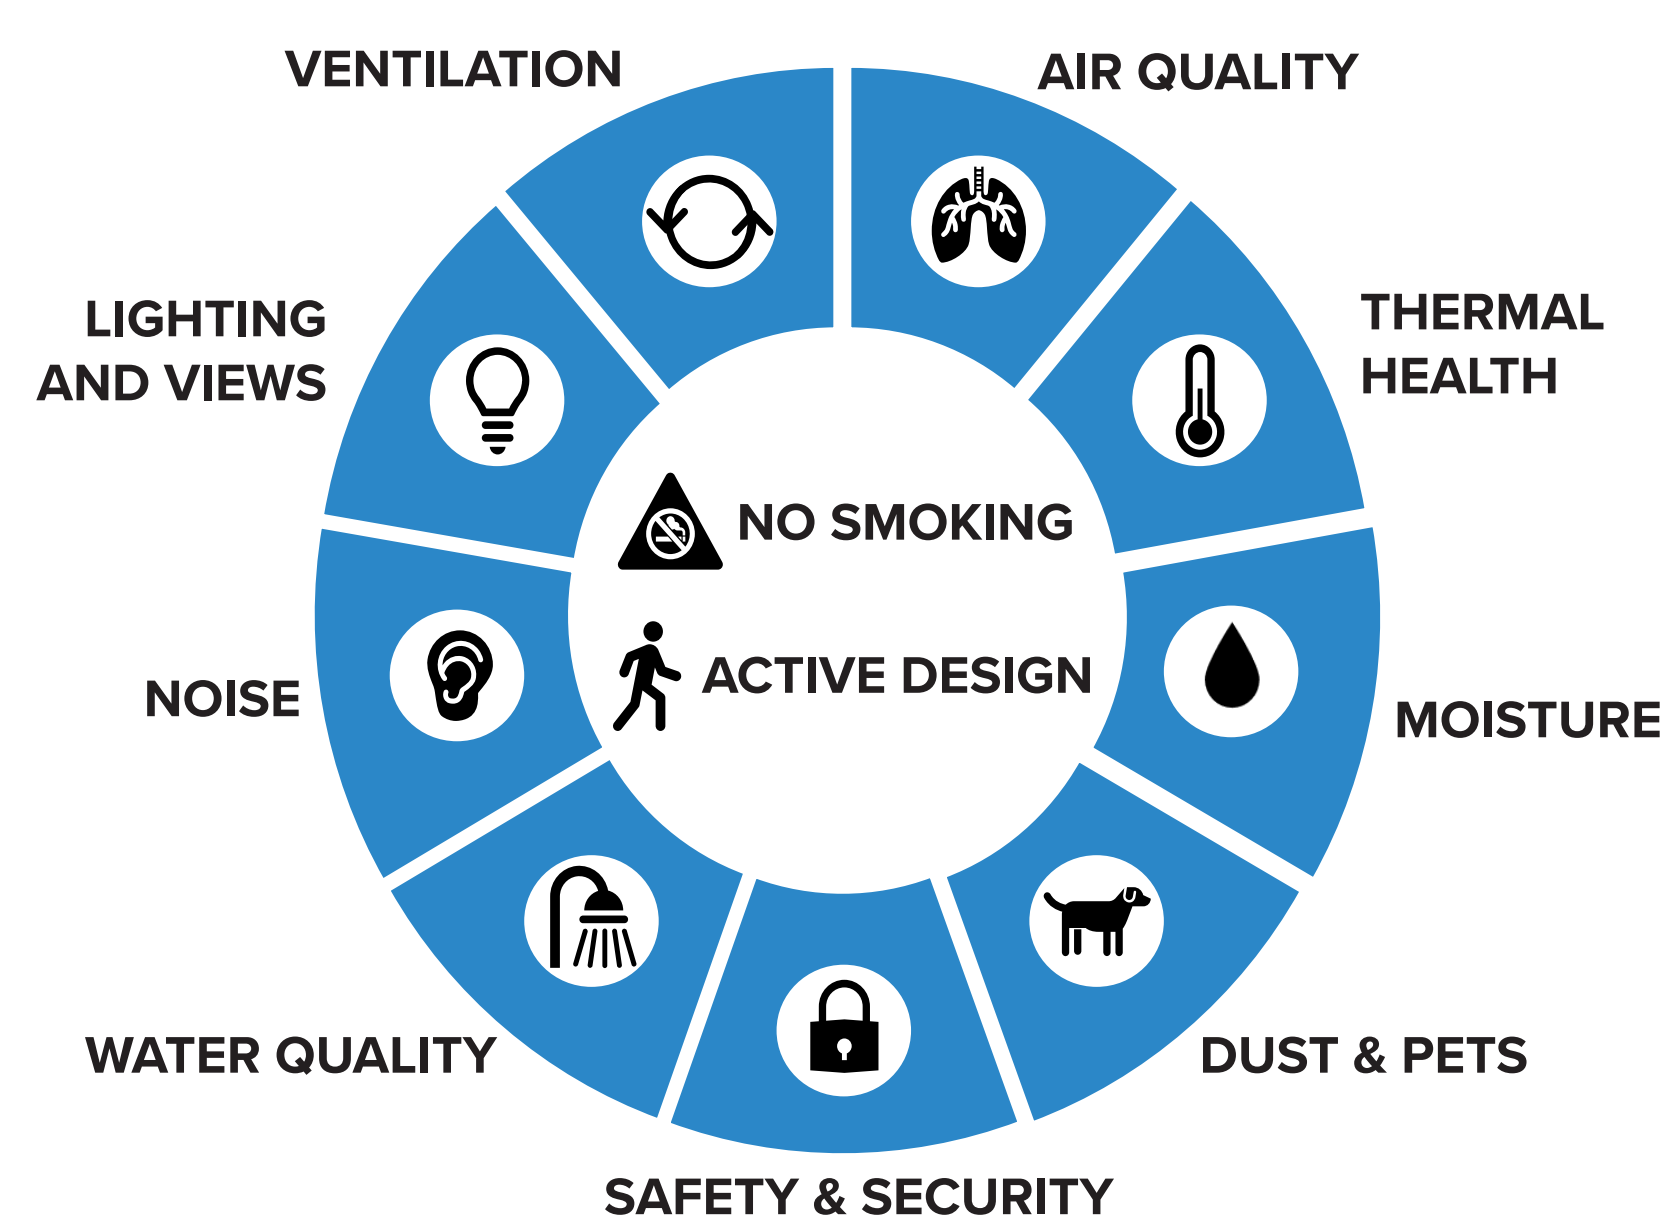 VENTILATION
AIR QUALITY
LIGHTING
AND VIEWS
THERMAL
HEALTH
NO SMOKING
ACTIVE DESIGN
NOISE
MOISTURE
WATER QUALITY
DUST & PETS
SAFETY & SECURITY